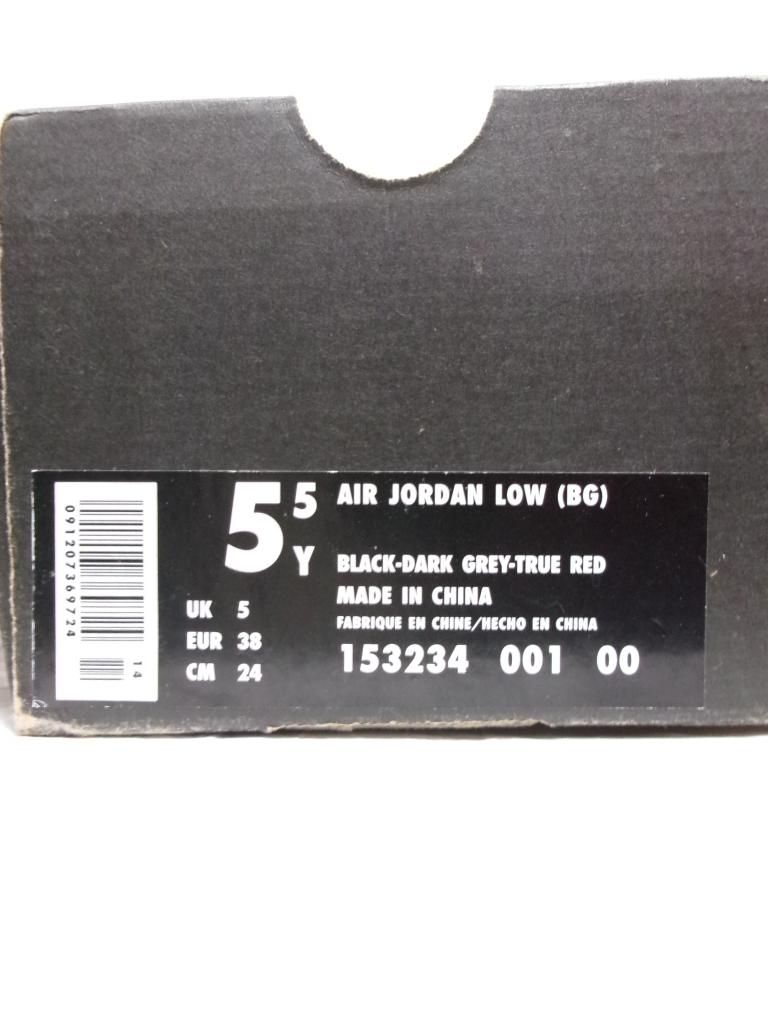 091207369724
14
5 5 Y
UK 5
EUR 38
CM 24
AIR JORDAN LOW (BG)
BLACK-DARK GREY-TRUE RED
MADE IN CHINA
FABRIQUE EN CHINE/HECHO EN CHINA
153234 001 00